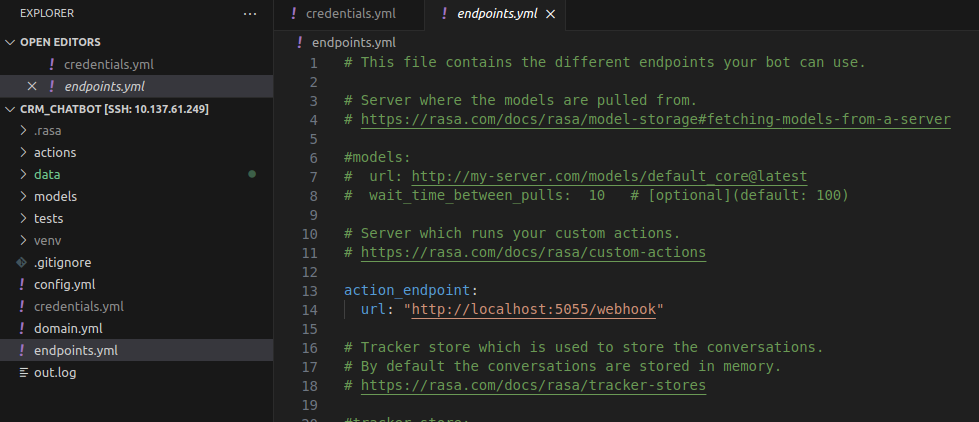 EXPLORER
...
OPEN EDITORS
! credentials.yml
× ! endpoints.yml
CRM_CHATBOT [SSH: 10.137.61.249]
> .rasa
> actions
> data
> models
> tests
> venv
.gitignore
! config.yml
! credentials.yml
! domain.yml
! endpoints.yml
out.log
! credentials.yml
! endpoints.yml ×
! endpoints.yml
1 # This file contains the different endpoints your bot can use.
2
3 # Server where the models are pulled from.
4 # https://rasa.com/docs/rasa/model-storage#fetching-models-from-a-server
5
6 #models:
7 #  url: http://my-server.com/models/default_core@latest
8 #  wait_time_between_pulls:  10   # [optional](default: 100)
9
10 # Server which runs your custom actions.
11 # https://rasa.com/docs/rasa/custom-actions
12
13 action_endpoint:
14   url: "http://localhost:5055/webhook"
15
16 # Tracker store which is used to store the conversations.
17 # By default the conversations are stored in memory.
18 # https://rasa.com/docs/rasa/tracker-stores
19